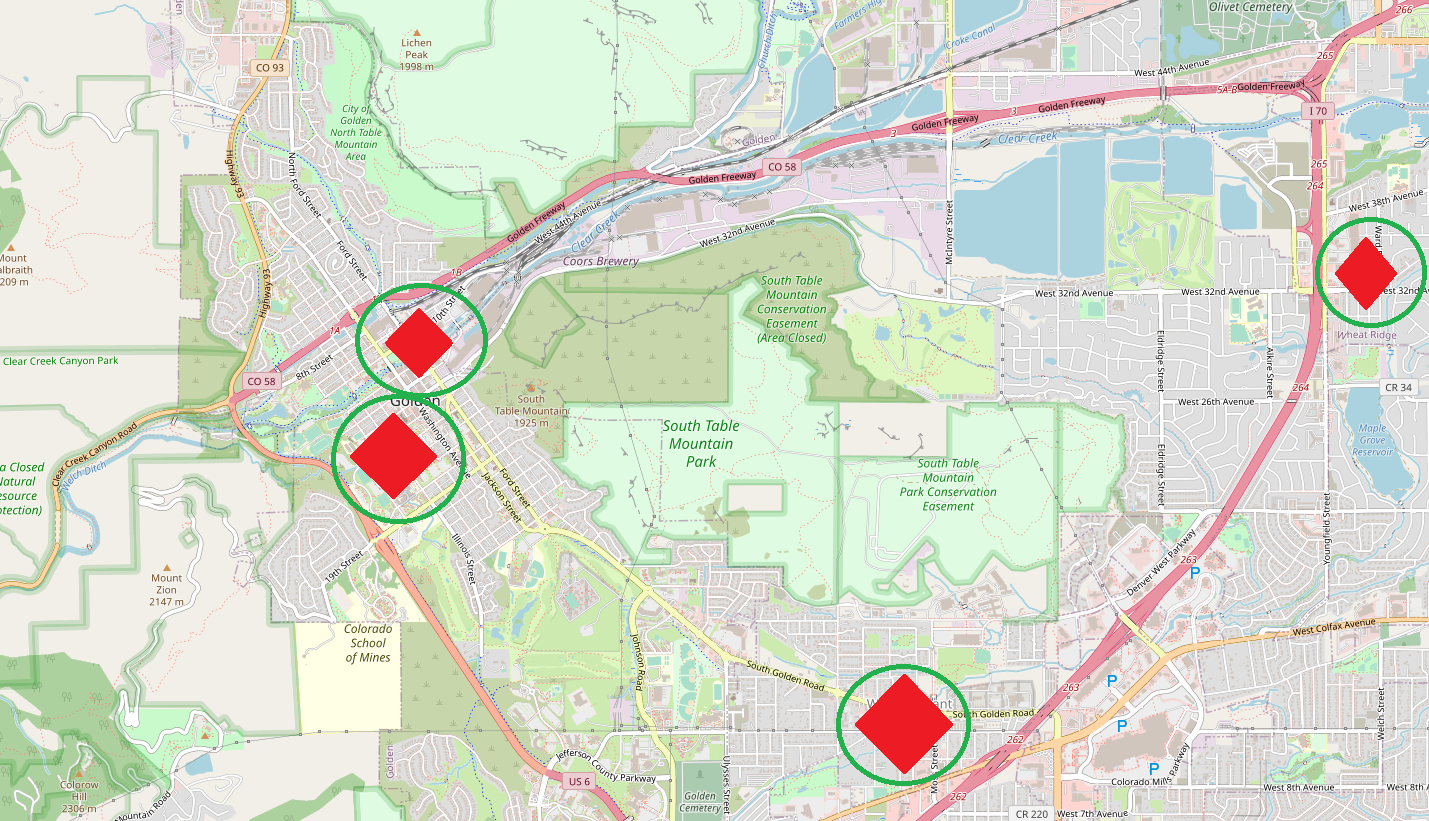 Olivet Cemetery
266
Farmers Hig
Church Ditch
Croke Canal
Lichen
Peak
1998 m
CO 93
265
West 44th Avenue
5A-B
Golden Freeway
Golden Freeway
3
I 70
City of
Golden
North Table
Mountain
Area
Golden Freeway
3
Clear Creek
Golden
CO 58
265
Highway 93
North Ford Street
Golden Freeway
264
West 38th Avenue
Golden Freeway
West 44th Avenue
Clear Creek
West 32nd Avenue
McIntyre Street
Ward
Ford Street
Mount
albraith
209 m
Coors Brewery
1B
Highway 93
South Table
Mountain
Conservation
Easement
(Area Closed)
10th Street
West 32nd Avenue
West 32nd Avenue
West 32nd A
1A
Wheat Ridge
Clear Creek Canyon Park
8th Street
Eldridge Street
Alkire Street
CO 58
264
CR 34
South
Table Mountain
1925 m
Golden
West 26th Avenue
Washington Avenue
South Table
Mountain
Park
Clear Creek Canyon Road
Maple
Grove
Reservoir
a Closed
Natural
esource
otection)
Welch Ditch
Ford Street
Jackson Street
South Table
Mountain
Park Conservation
Easement
Eldridge Street
Youngfield Street
Illinois Street
19th Street
263
Denver West Parkway
P
Mount
Zion
2147 m
Colorado
School
of Mines
West Colfax Avenue
Johnson Road
South Golden Road
263
P
W
ant
South Golden Road
P
Welch Street
262
Golden
Jefferson County Parkway
US 6
Ulysses Street
Moss Street
P
Colorado Mills Parkway
Colorow
Hill
2306 m
Mountain Road
Golden
Cemetery
262
West 8th Avenue
West 8th A
CR 220
West 7th Avenue